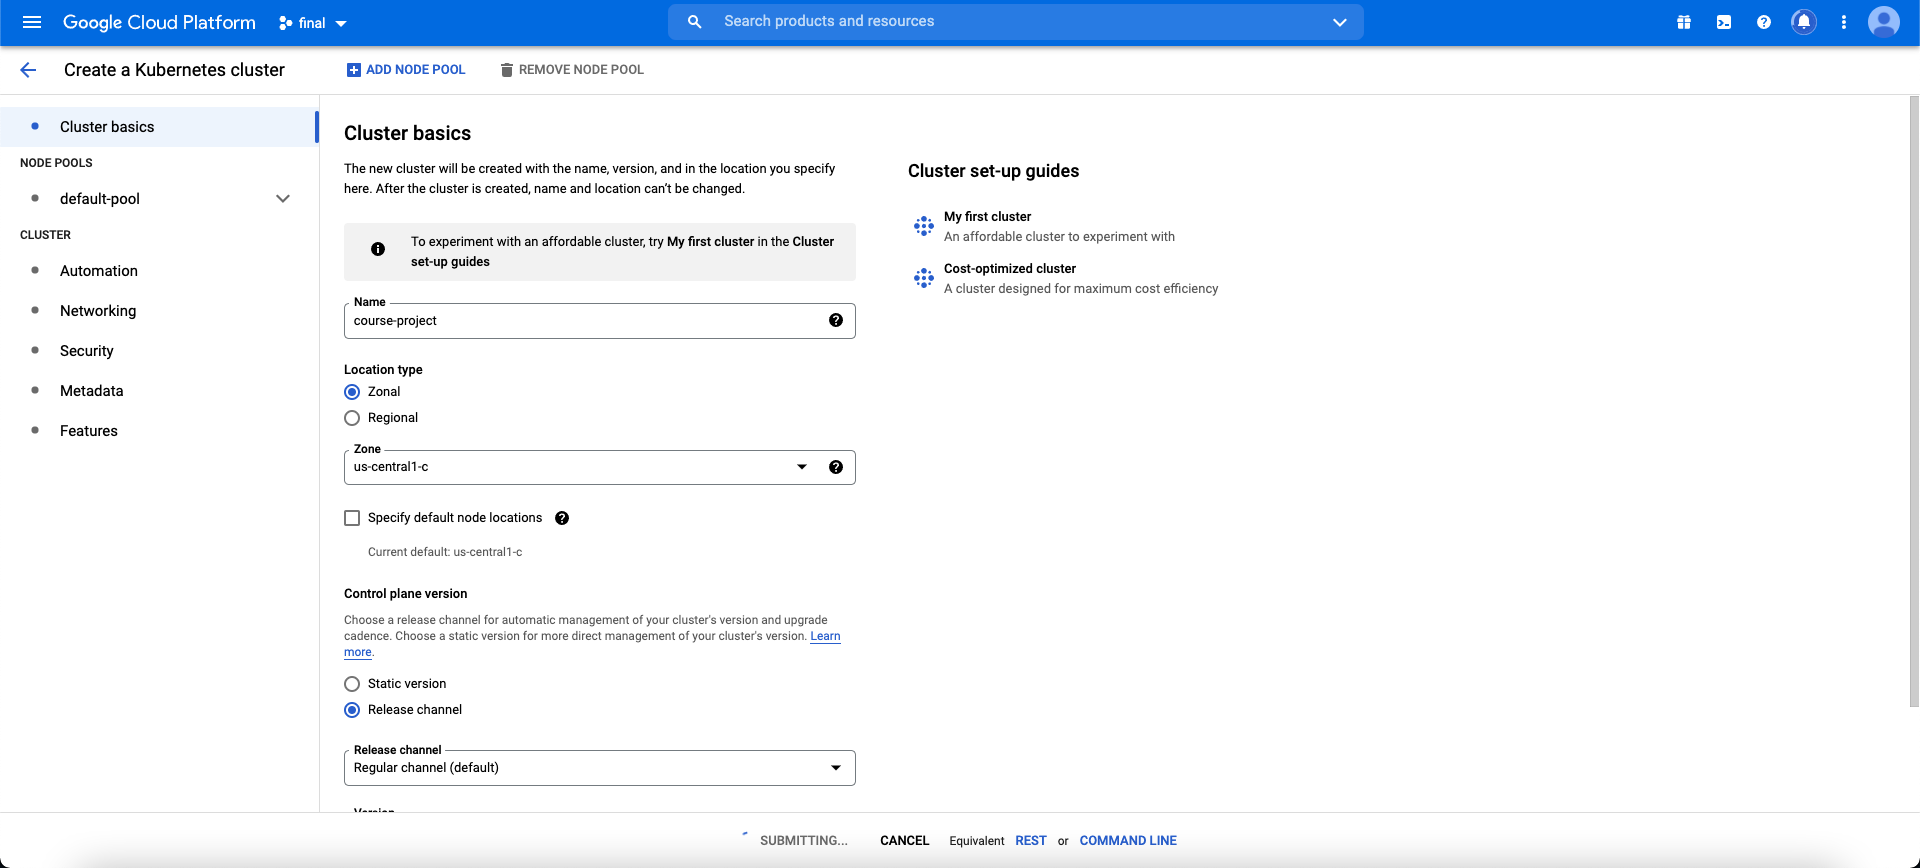 Google Cloud Platform
final
Search products and resources
Create a Kubernetes cluster
ADD NODE POOL
REMOVE NODE POOL
Cluster basics
NODE POOLS
default-pool
CLUSTER
Automation
Networking
Security
Metadata
Features
Cluster basics
The new cluster will be created with the name, version, and in the location you specify
here. After the cluster is created, name and location can't be changed.
To experiment with an affordable cluster, try My first cluster in the Cluster
set-up guides
Name
course-project
Location type
Zonal
Regional
Zone
us-central1-c
Specify default node locations
Current default: us-central1-c
Control plane version
Choose a release channel for automatic management of your cluster's version and upgrade
cadence. Choose a static version for more direct management of your cluster's version. Learn
more.
Static version
Release channel
Release channel
Regular channel (default)
Version
Cluster set-up guides
My first cluster
An affordable cluster to experiment with
Cost-optimized cluster
A cluster designed for maximum cost efficiency
SUBMITTING...
CANCEL
Equivalent REST or COMMAND LINE